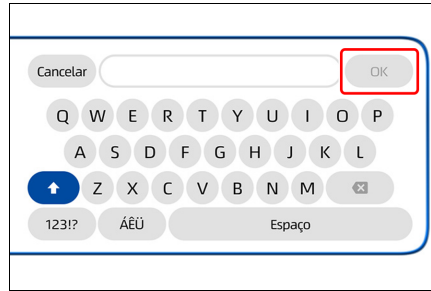 Cancelar OK
Q W E R T Y U I O P
A S D F G H J K L
Z X C V B N M
123!? ÁÊÜ Espaço